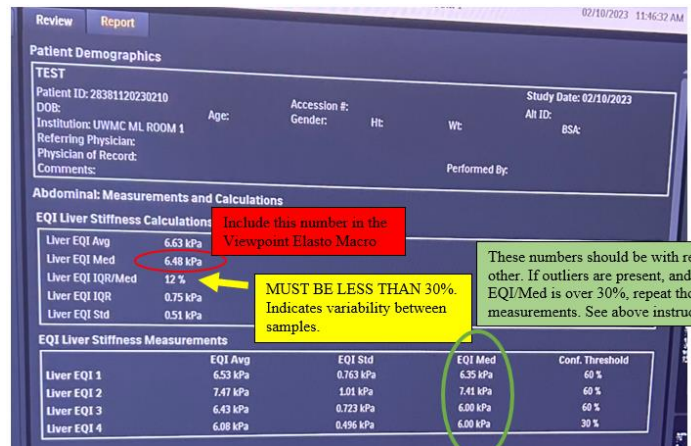 02/10/2023 11:46:32 AM
Review Report
Patient Demographics
TEST
Patient ID: 28381120230210
Study Date: 02/10/2023
DOB: Age: Accession #: Alt ID:
Institution: UWMC ML ROOM 1 Gender: Ht: Wt: BSA:
Referring Physician:
Physician of Record:
Comments: Performed By:
Abdominal: Measurements and Calculations
EQI Liver Stiffness Calculations
Include this number in the
Viewpoint Elasto Macro
Liver EQI Avg 6.63 kPa
Liver EQI Med 6.48 kPa
Liver EQI IQR/Med 12 %
Liver EQI IQR 0.75 kPa
Liver EQI Std 0.51 kPa
MUST BE LESS THAN 30%.
Indicates variability between
samples.
These numbers should be with
other. If outliers are present, and
EQI/Med is over 30%, repeat
measurements. See above
EQI Liver Stiffness Measurements
EQI Avg EQI Std EQI Med Conf. Threshold
Liver EQI 1 6.53 kPa 0.763 kPa 6.35 kPa 60 %
Liver EQI 2 7.47 kPa 1.01 kPa 7.41 kPa 60 %
Liver EQI 3 6.43 kPa 0.723 kPa 6.00 kPa 60 %
Liver EQI 4 6.08 kPa 0.496 kPa 6.00 kPa 30 %